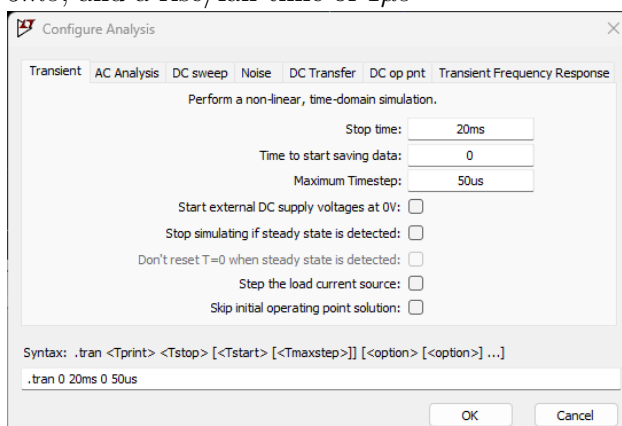 Configure Analysis
Transient AC Analysis DC sweep Noise DC Transfer DC op pnt Transient Frequency Response
Perform a non-linear, time-domain simulation.
Stop time: 20ms
Time to start saving data: 0
Maximum Timestep: 50us
Start external DC supply voltages at 0V:
Stop simulating if steady state is detected:
Don't reset T=0 when steady state is detected:
Step the load current source:
Skip initial operating point solution:
Syntax: .tran <Tprint> <Tstop> [<Tstart> [<Tmaxstep>]] [<option> [<option>] ...]
.tran 0 20ms 0 50us
OK Cancel